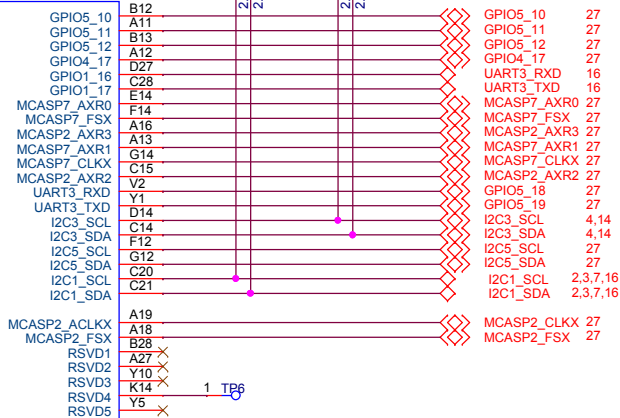 2. 2. 2. 2.
GPIO5_10 B12 GPIO5_10 27
GPIO5_11 A11 GPIO5_11 27
GPIO5_12 B13 GPIO5_12 27
GPIO4_17 A12 GPIO4_17 27
GPIO1_16 D27 UART3_RXD 16
GPIO1_17 C28 UART3_TXD 16
MCASP7_AXR0 E14 MCASP7_AXR0 27
MCASP7_FSX F14 MCASP7_FSX 27
MCASP2_AXR3 A16 MCASP2_AXR3 27
MCASP7_AXR1 A13 MCASP7_AXR1 27
MCASP7_CLKX G14 MCASP7_CLKX 27
MCASP2_AXR2 C15 MCASP2_AXR2 27
UART3_RXD V2 GPIO5_18 27
UART3_TXD Y1 GPIO5_19 27
I2C3_SCL D14 I2C3_SCL 4,14
I2C3_SDA C14 I2C3_SDA 4,14
I2C5_SCL F12 I2C5_SCL 27
I2C5_SDA G12 I2C5_SDA 27
I2C1_SCL C20 I2C1_SCL 2,3,7,16
I2C1_SDA C21 I2C1_SDA 2,3,7,16
MCASP2_ACLKX A19 MCASP2_CLKX 27
MCASP2_FSX A18 MCASP2_FSX 27
RSVD1 B28
RSVD2 A27
RSVD3 Y10
RSVD4 K14 1 TP6
RSVD5 Y5